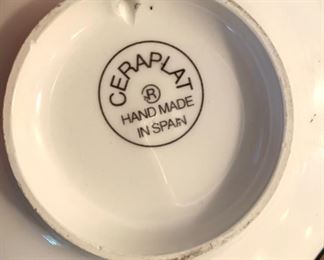 CERAPLAT
®
HAND MADE
IN SPAIN